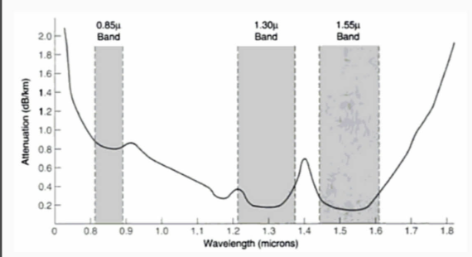 0.85μ
Band
1.30μ
Band
1.55μ
Band
Attenuation (dB/km)
2.0
1.8
1.6
1.4
1.2
1.0
0.8
0.6
0.4
0.2
0 0.8 0.9 1.0 1.1 1.2 1.3 1.4 1.5 1.6 1.7 1.8
Wavelength (microns)